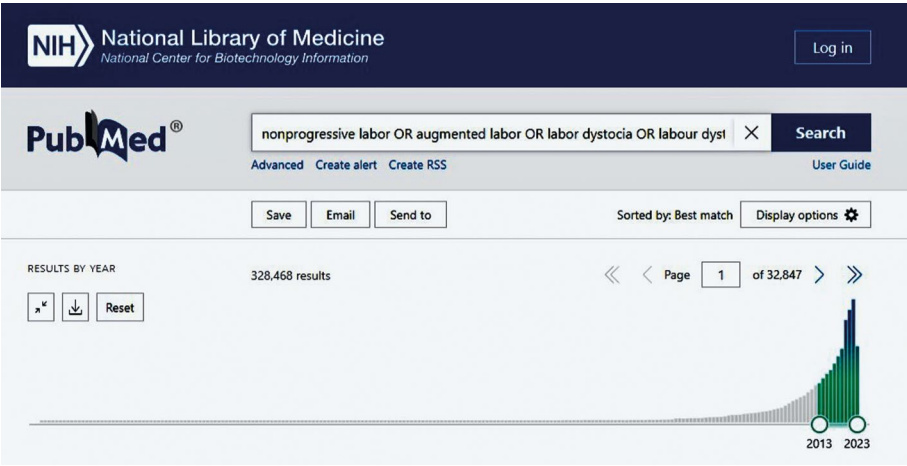 NIH National Library of Medicine
National Center for Biotechnology Information
Log in
PubMed®
nonprogressive labor OR augmented labor OR labor dystocia OR labour dyst
Search
Advanced Create alert Create RSS
User Guide
Save Email Send to
Sorted by: Best match Display options
RESULTS BY YEAR
328,468 results
Page 1 of 32,847
Reset
2013 2023